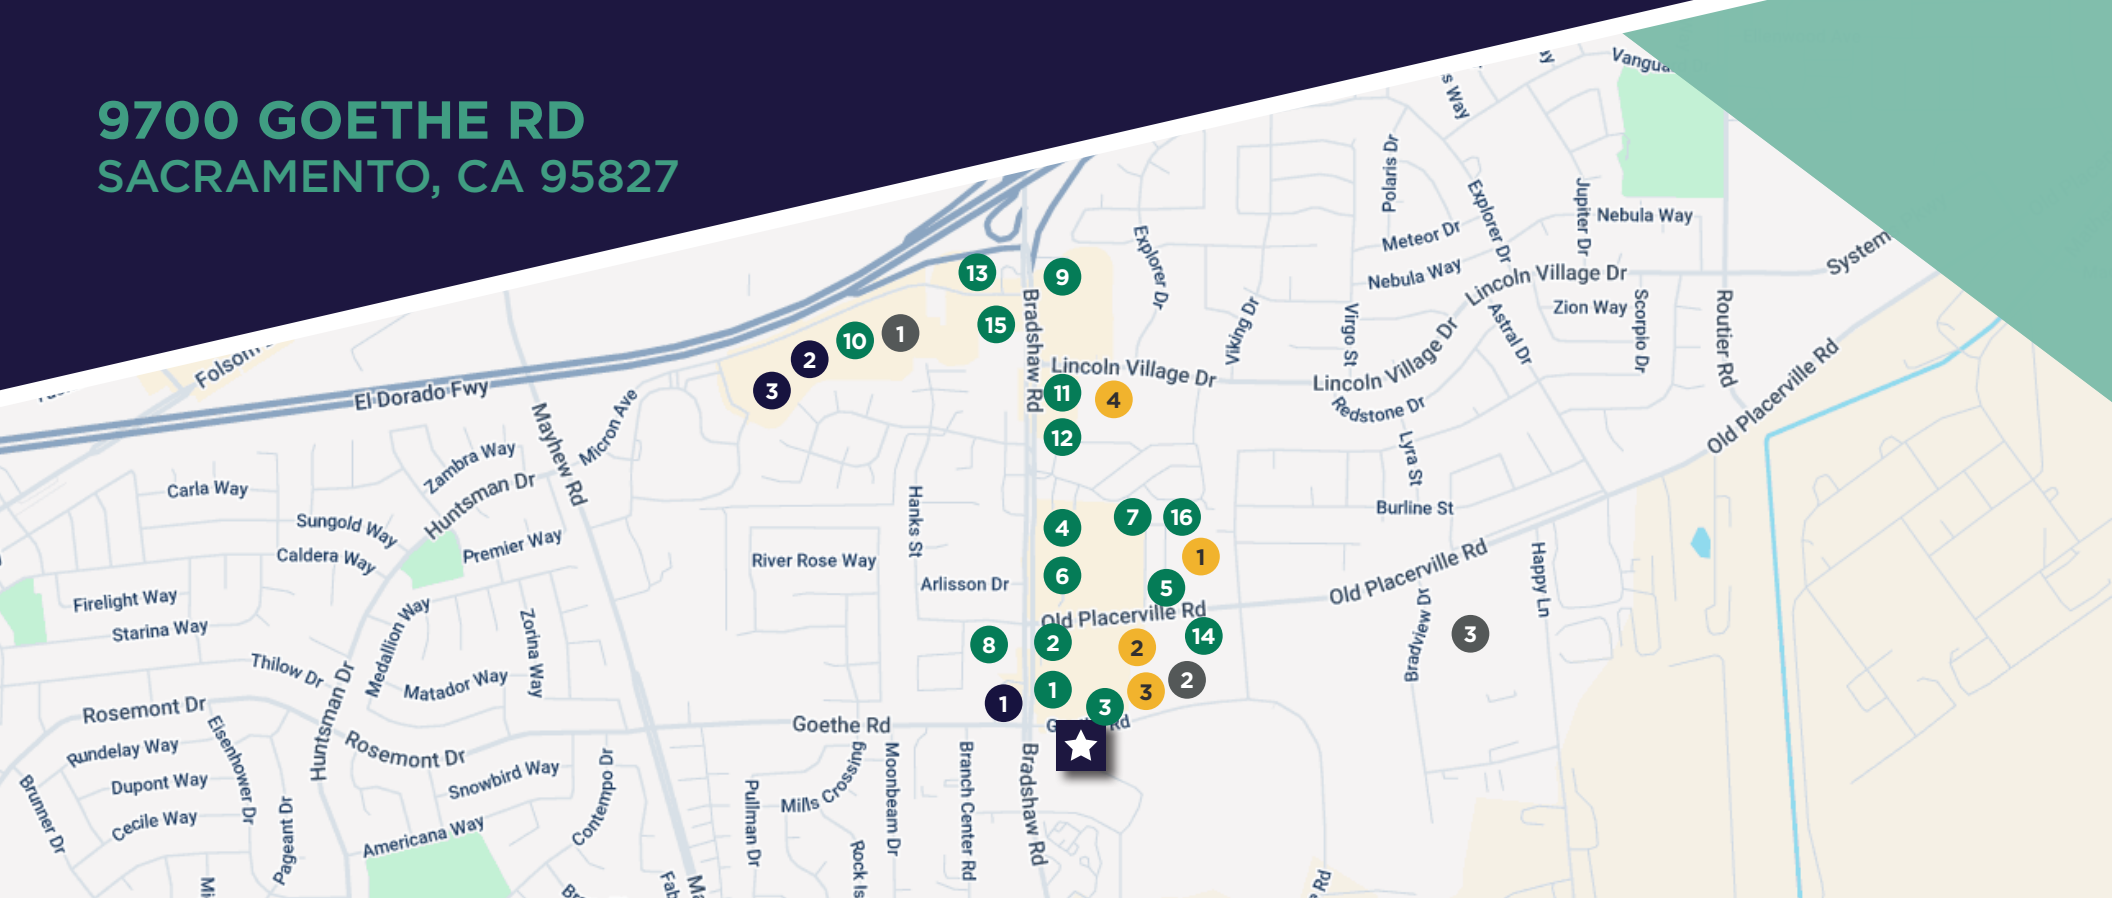 9700 GOETHE RD
SACRAMENTO, CA 95827
s Way
Polaris Dr
Explorer Dr
Jupiter Dr
Nebula Way
Meteor Dr
Nebula Way
Lincoln Village Dr
System
Explorer Dr
Viking Dr
Virgo St
Astral Dr
Zion Way
Scorpio Dr
Routier Rd
Old Placerville Rd
13
9
15
10
1
2
3
Bradshaw Rd
Lincoln Village Dr
Lincoln Village Dr
Redstone Dr
11
4
12
El Dorado Fwy
Mayhew Rd
Micron Ave
Zambra Way
Huntsman Dr
Carla Way
Sungold Way
Caldera Way
Premier Way
Hanks St
Lyra St
Burline St
4
7
16
1
6
5
River Rose Way
Arlisson Dr
Old Placerville Rd
Old Placerville Rd
Happy Ln
Bradview Dr
3
Firelight Way
Starina Way
Medallion Way
Zorina Way
Thilow Dr
Matador Way
Huntsman Dr
8
2
2
14
1
1
3
3
2
Rosemont Dr
Rundelay Way
Eisenhower Dr
Rosemont Dr
Goethe Rd
Rd
Dupont Way
Cecile Way
Brunner Dr
Pageant Dr
Snowbird Way
Contempo Dr
Americana Way
Pullman Dr
Mills Crossing
Moonbeam Dr
Branch Center Rd
Bradshaw Rd
Rd